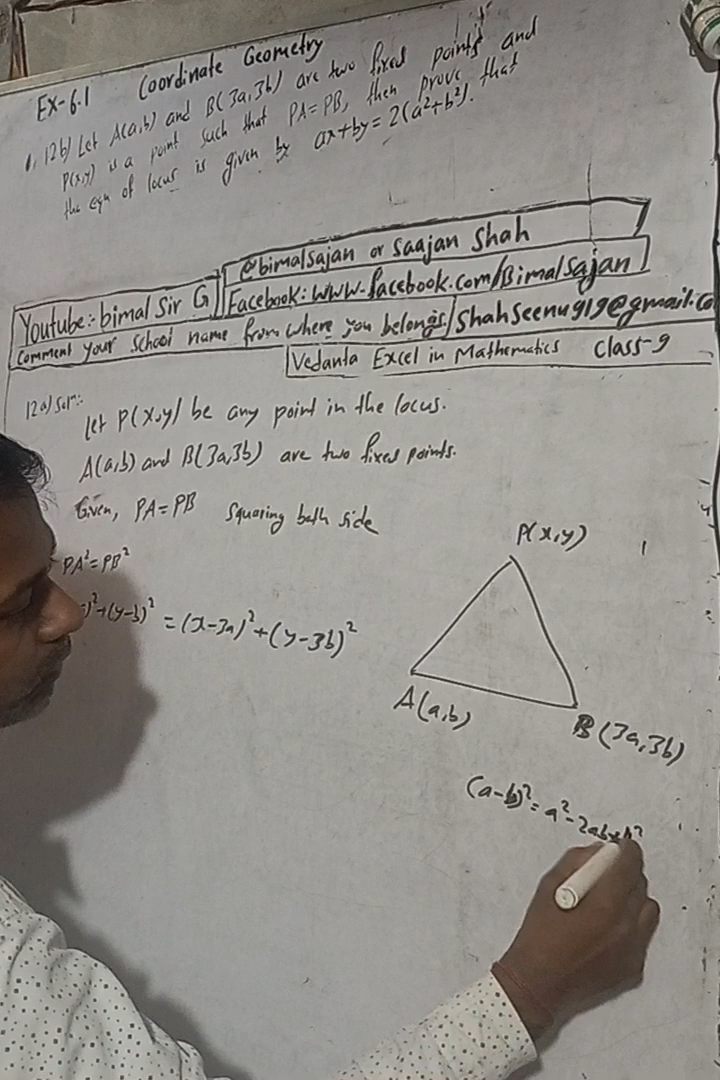 Ex-6.1 Coordinate Geometry
12b) Let A(a,b) and B(3a,3b) are two fixed points and
P(x,y) is a point such that PA=PB, then prove that
the eqn of locus is given by ax+by=2(a²+b²).
@bimalsajan or Saajan Shah
Youtube:- bimal Sir G
Facebook: www.facebook.com/Bimalsajan
Comment your School name from where you belongs.
Shahseenu919@gmail.co
Vedanta Excel in Mathematics Class-9
12a) Solⁿ:-
Let P(x,y) be any point in the locus.
A(a,b) and B(3a,3b) are two fixed points.
Given, PA=PB Squaring both side
PA²=PB²
)²+(y-b)² = (x-3a)²+(y-3b)²
P(x,y)
A(a,b)
B(3a,3b)
(a-b)²=a²-2ab+b²